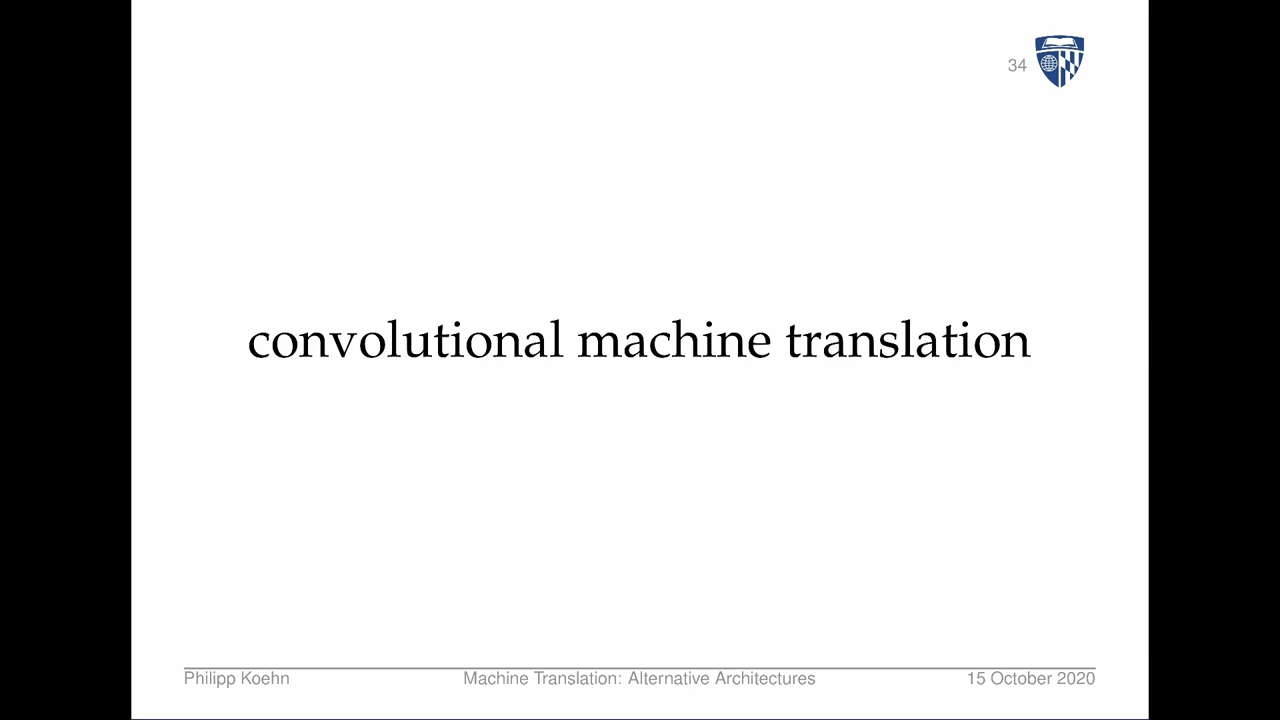 34
convolutional machine translation
Philipp Koehn Machine Translation: Alternative Architectures 15 October 2020